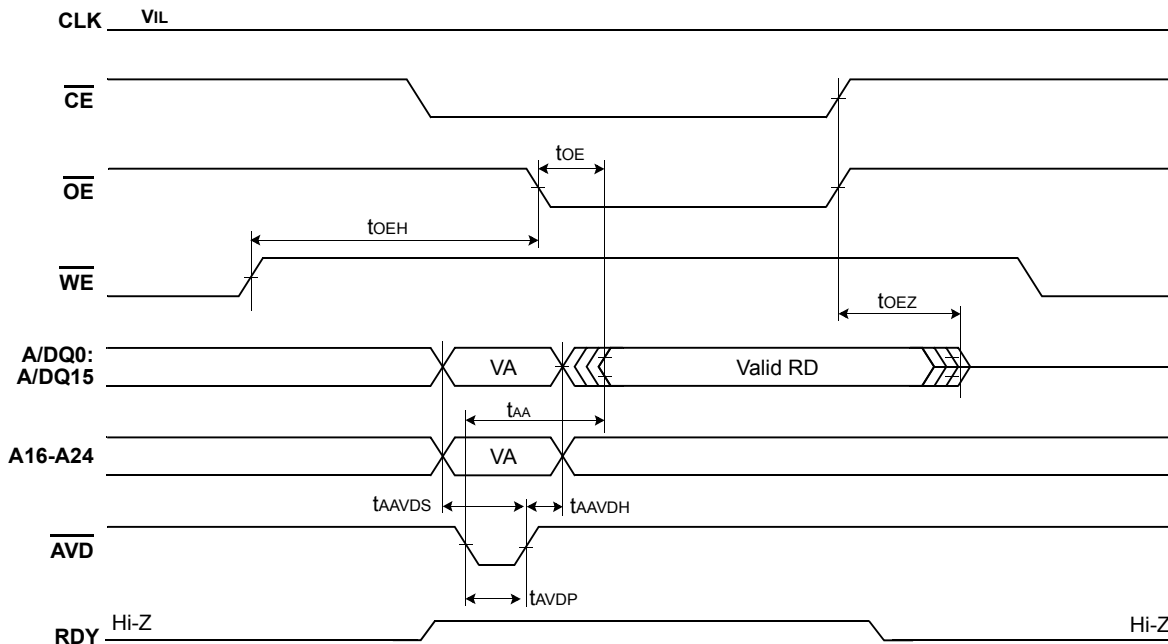 CLK VIL
CE
tOE
OE
tOEH
WE
tOEZ
A/DQ0:
A/DQ15
VA
Valid RD
tAA
A16-A24
VA
tAAVDS
tAAVDH
AVD
tAVDP
RDY Hi-Z
Hi-Z